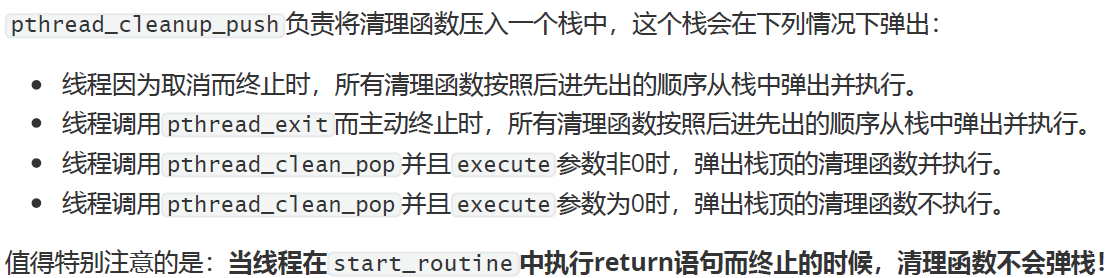 pthread_cleanup_push负责将清理函数压入一个栈中，这个栈会在下列情况下弹出：
• 线程因为取消而终止时，所有清理函数按照后进先出的顺序从栈中弹出并执行。
• 线程调用pthread_exit而主动终止时，所有清理函数按照后进先出的顺序从栈中弹出并执行。
• 线程调用pthread_clean_pop并且execute参数非0时，弹出栈顶的清理函数并执行。
• 线程调用pthread_clean_pop并且execute参数为0时，弹出栈顶的清理函数不执行。
值得特别注意的是：当线程在start_routine中执行return语句而终止的时候，清理函数不会弹栈！